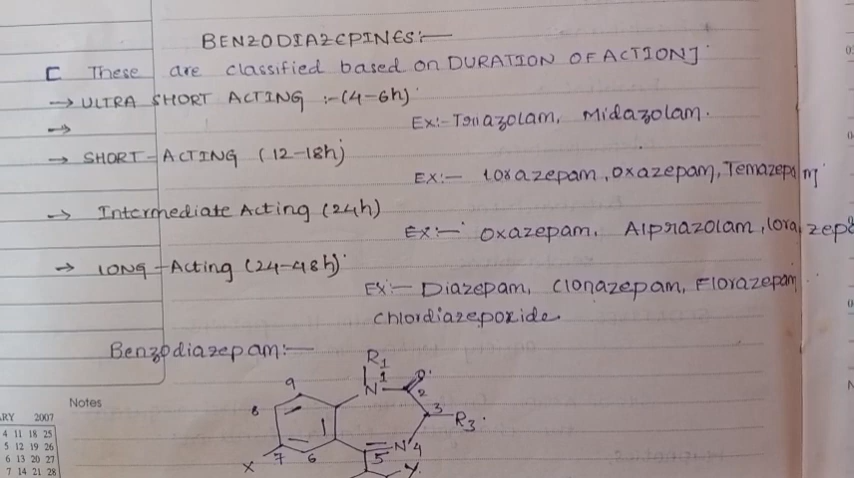 BENZODIAZEPINES:-
[ These are classified based on DURATION OF ACTION]
→ ULTRA SHORT ACTING :-(4-6h)
Ex:- Triazolam, Midazolam.
→
→ SHORT-ACTING (12-18h)
EX:- Lorazepam, Oxazepam, Temazepam
→ Intermediate Acting (24h)
Ex:- Oxazepam, Alprazolam, lorazepa
→ LONG-Acting (24-48h)
EX:- Diazepam, Clonazepam, Florazepam
Chlordiazepoxide
Benzodiazepam:-
R1
9 N 1 O 2
8 3 R3
X 7 6 5 N 4
Y
Notes
ARY 2007
4 11 18 25
5 12 19 26
6 13 20 27
7 14 21 28